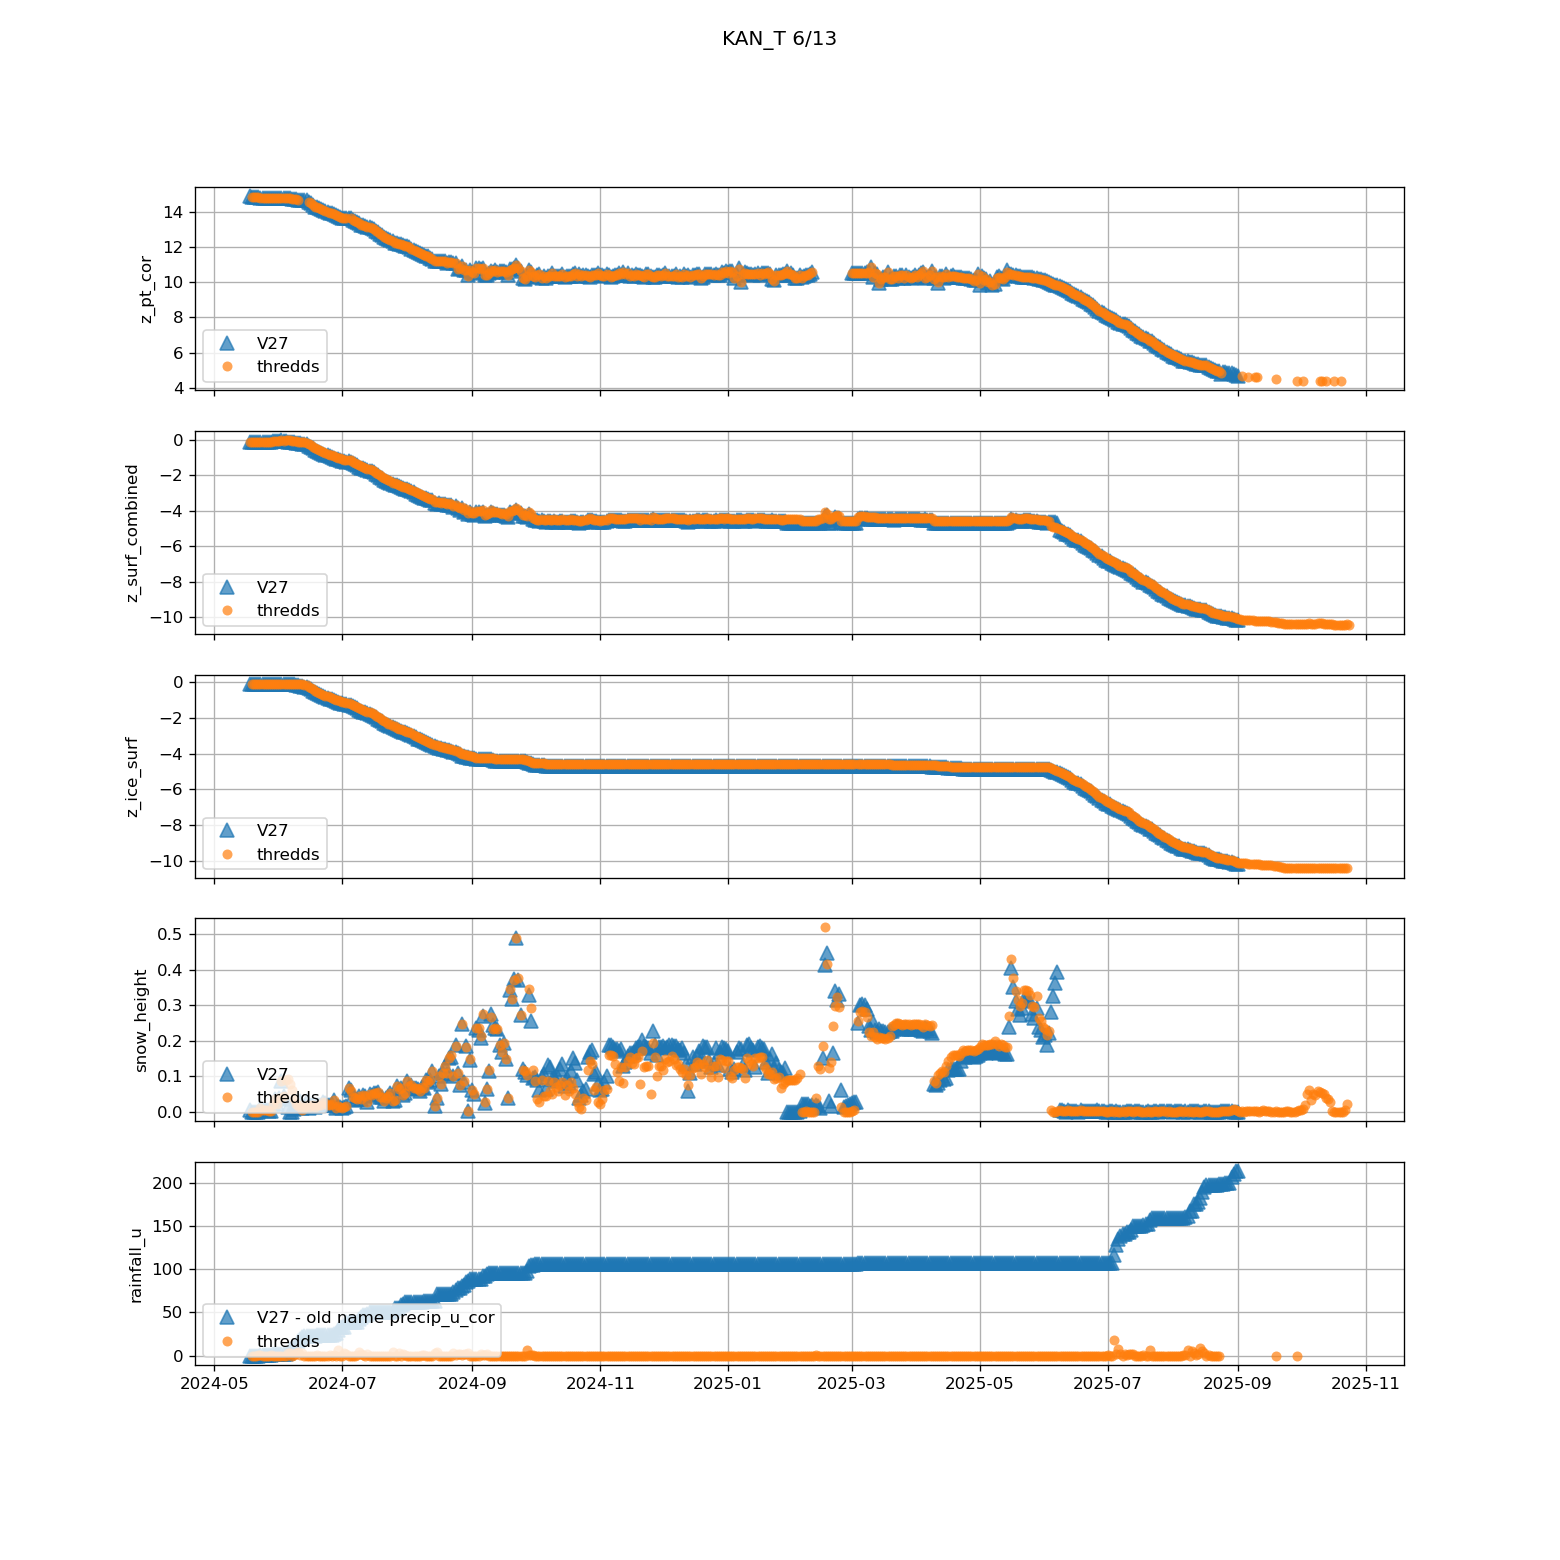 KAN_T 6/13
z_pt_cor
14
12
10
8
6
4
V27
thredds
z_surf_combined
0
−2
−4
−6
−8
−10
V27
thredds
z_ice_surf
0
−2
−4
−6
−8
−10
V27
thredds
snow_height
0.5
0.4
0.3
0.2
0.1
0.0
V27
thredds
rainfall_u
200
150
100
50
0
V27 - old name precip_u_cor
thredds
2024-05 2024-07 2024-09 2024-11 2025-01 2025-03 2025-05 2025-07 2025-09 2025-11